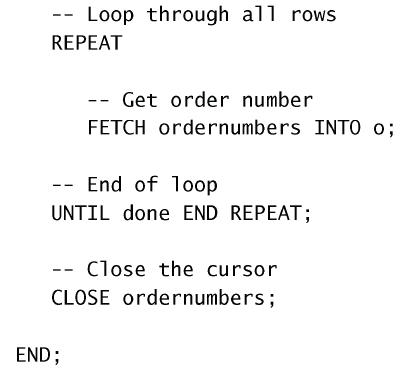 -- Loop through all rows
REPEAT
-- Get order number
FETCH ordernumbers INTO o;
-- End of loop
UNTIL done END REPEAT;
-- Close the cursor
CLOSE ordernumbers;
END;